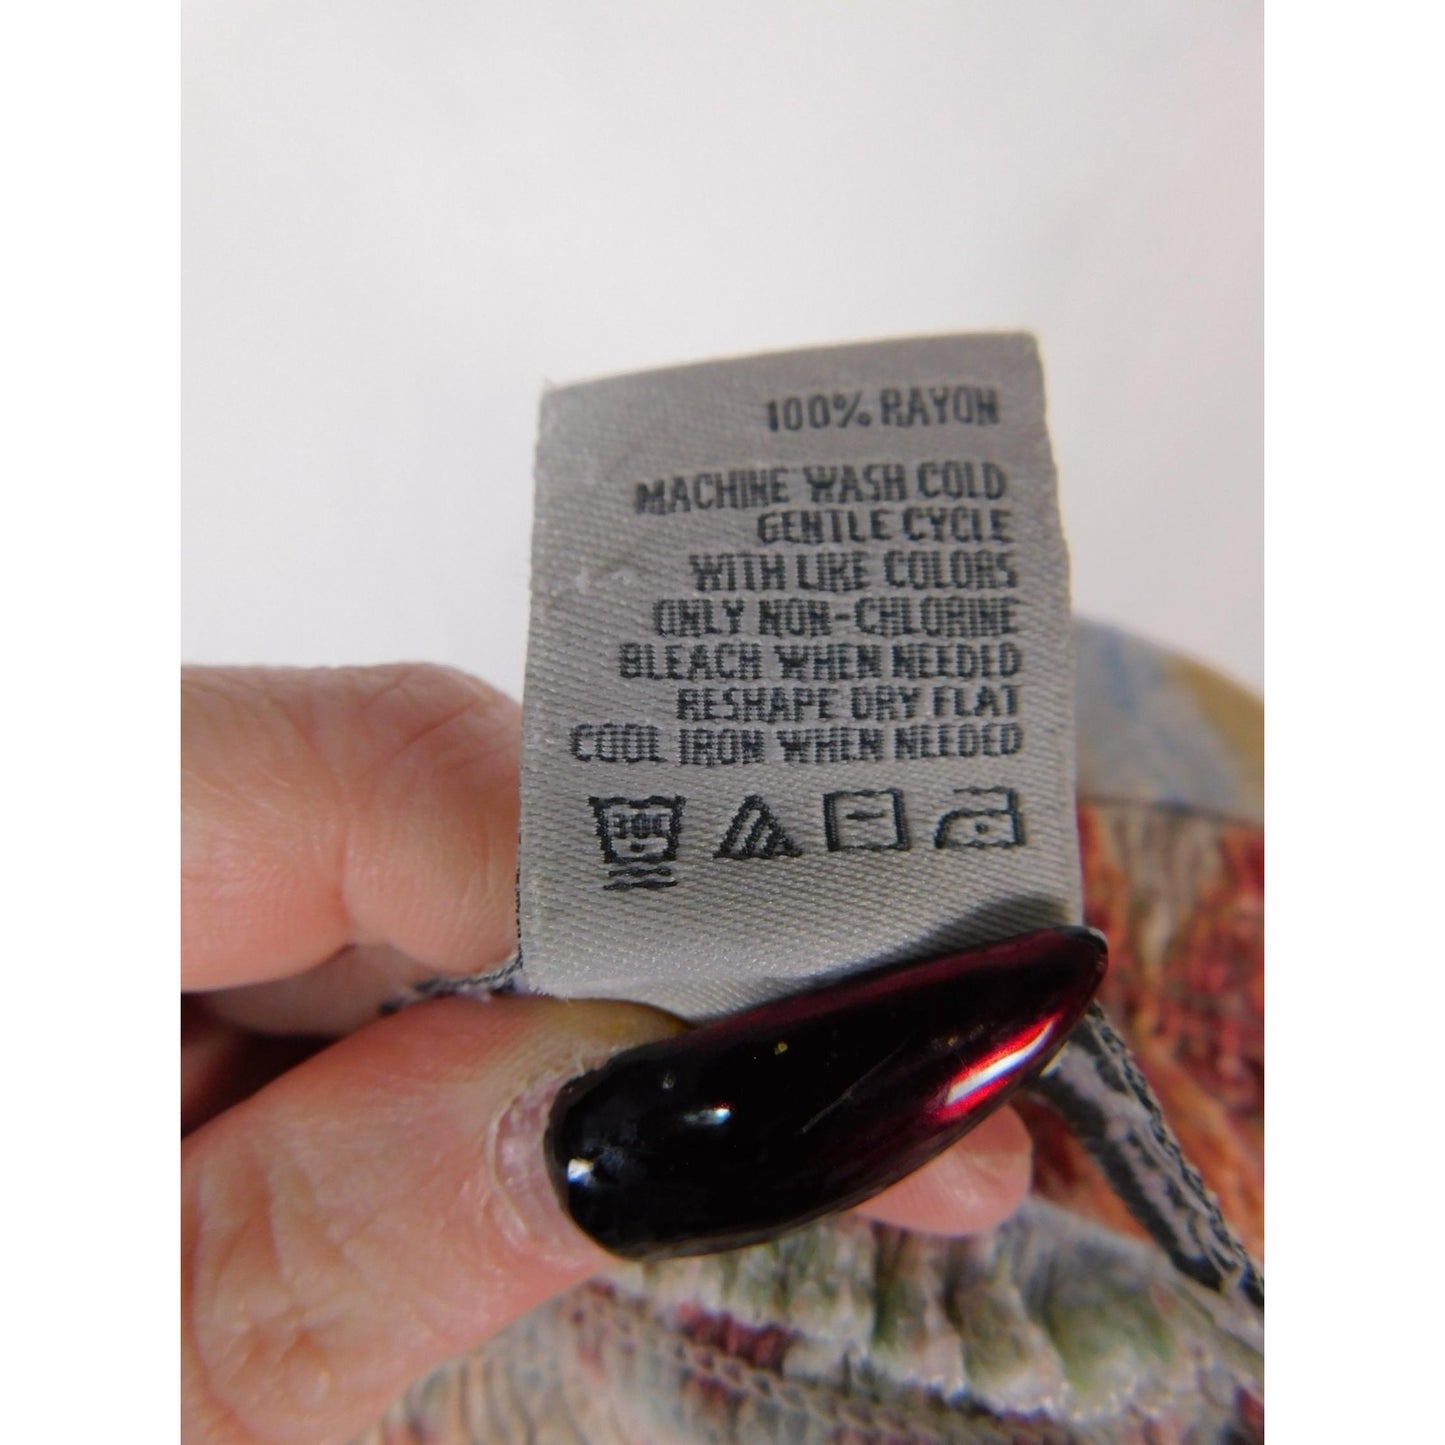 100% RAYON
MACHINE WASH COLD
GENTLE CYCLE
WITH LIKE COLORS
ONLY NON-CHLORINE
BLEACH WHEN NEEDED
RESHAPE DRY FLAT
COOL IRON WHEN NEEDED
30C